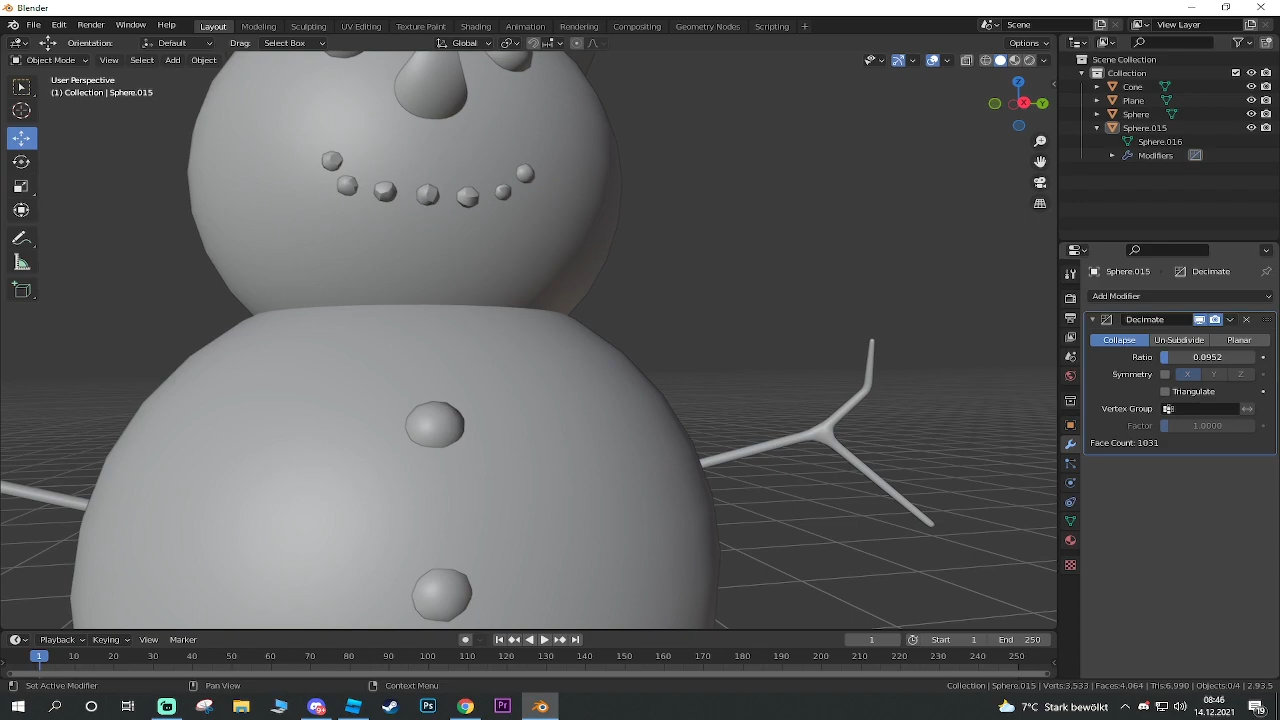 Blender
File Edit Render Window Help Layout Modeling Sculpting UV Editing Texture Paint Shading Animation Rendering Compositing Geometry Nodes Scripting + Scene View Layer
Orientation: Default Drag: Select Box Global Options
Object Mode View Select Add Object
User Perspective
(1) Collection | Sphere.015
Z
X
Y
Scene Collection
Collection
Cone
Plane
Sphere
Sphere.015
Sphere.016
Modifiers
Sphere.015 Decimate
Add Modifier
Decimate
Collapse Un-Subdivide Planar
Ratio 0.0952
Symmetry X Y Z
Triangulate
Vertex Group
Factor 1.0000
Face Count: 1031
Playback Keying View Marker 1 Start 1 End 250
1 10 20 30 40 50 60 70 80 90 100 110 120 130 140 150 160 170 180 190 200 210 220 230 240 250
Set Active Modifier Pan View Context Menu Collection | Sphere.015 | Verts:3.533 | Faces:4.064 | Tris:6.990 | Objects:0/4 | 2.93.5
Ps Pr 7°C Stark bewölkt 08:46
14.12.2021